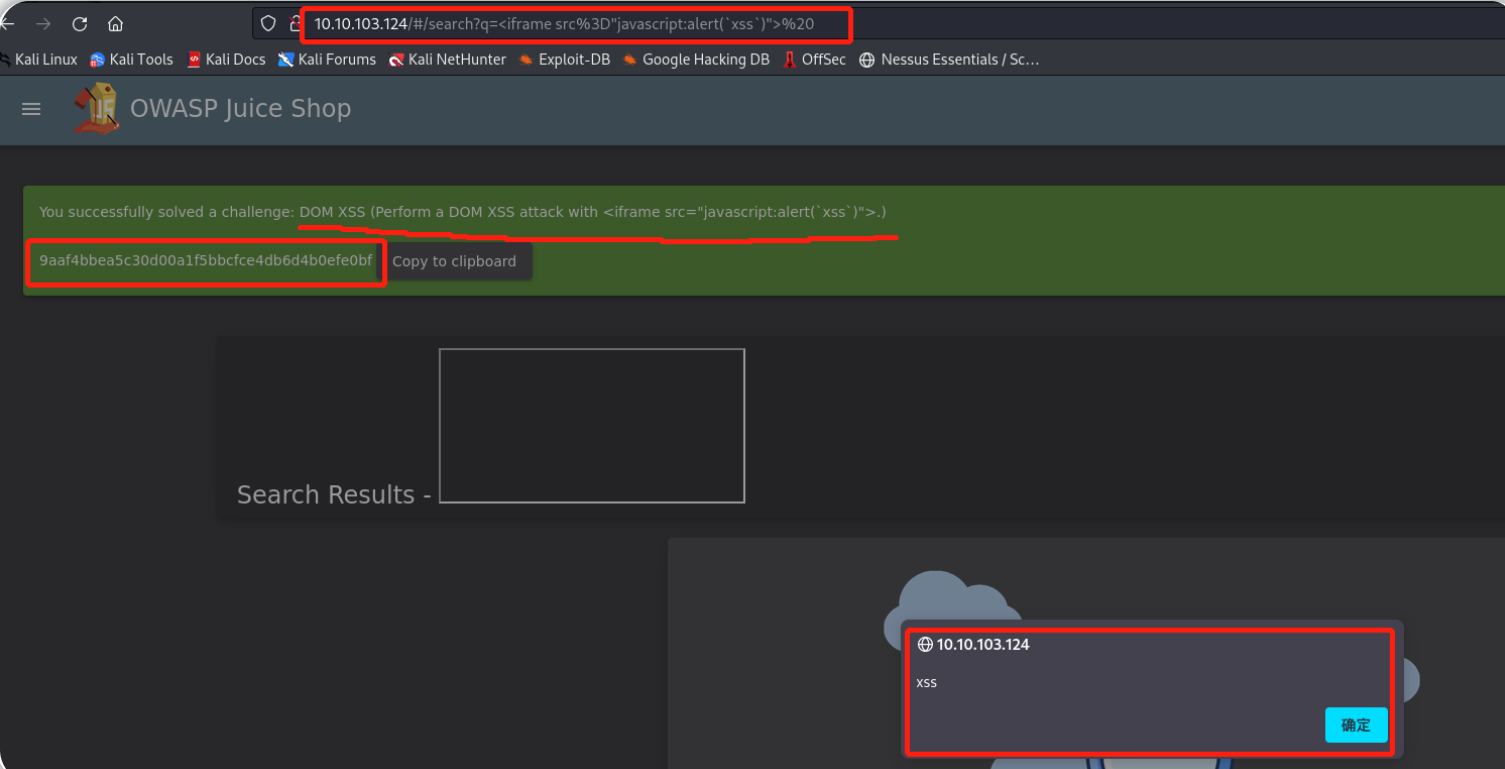 10.10.103.124/#/search?q=<iframe src%3D"javascript:alert(`xss`)">%20
Kali Linux Kali Tools Kali Docs Kali Forums Kali NetHunter Exploit-DB Google Hacking DB OffSec Nessus Essentials / Sc…
OWASP Juice Shop
You successfully solved a challenge: DOM XSS (Perform a DOM XSS attack with <iframe src="javascript:alert(`xss`)">.)
9aaf4bbea5c30d00a1f5bbcfce4db6d4b0efe0bf Copy to clipboard
Search Results -
10.10.103.124
xss
确定